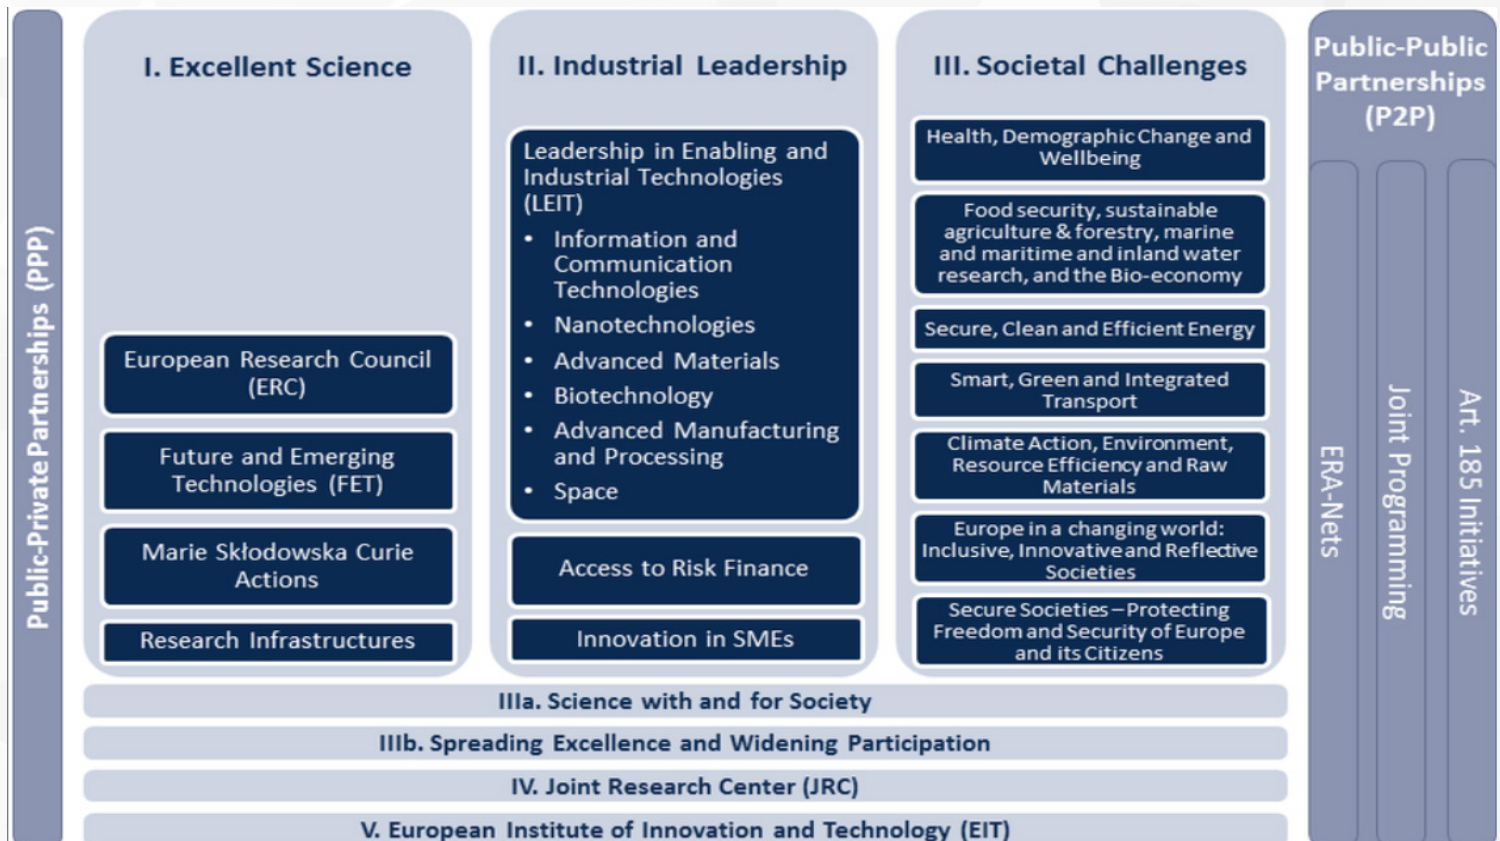 Public-Private Partnerships (PPP)
I. Excellent Science
European Research Council
(ERC)
Future and Emerging
Technologies (FET)
Marie Skłodowska Curie
Actions
Research Infrastructures
II. Industrial Leadership
Leadership in Enabling and
Industrial Technologies
(LEIT)
• Information and
Communication
Technologies
• Nanotechnologies
• Advanced Materials
• Biotechnology
• Advanced Manufacturing
and Processing
• Space
Access to Risk Finance
Innovation in SMEs
III. Societal Challenges
Health, Demographic Change and
Wellbeing
Food security, sustainable
agriculture & forestry, marine
and maritime and inland water
research, and the Bio-economy
Secure, Clean and Efficient Energy
Smart, Green and Integrated
Transport
Climate Action, Environment,
Resource Efficiency and Raw
Materials
Europe in a changing world:
Inclusive, Innovative and Reflective
Societies
Secure Societies – Protecting
Freedom and Security of Europe
and its Citizens
IIIa. Science with and for Society
IIIb. Spreading Excellence and Widening Participation
IV. Joint Research Center (JRC)
V. European Institute of Innovation and Technology (EIT)
Public-Public
Partnerships
(P2P)
ERA-Nets
Joint Programming
Art. 185 Initiatives